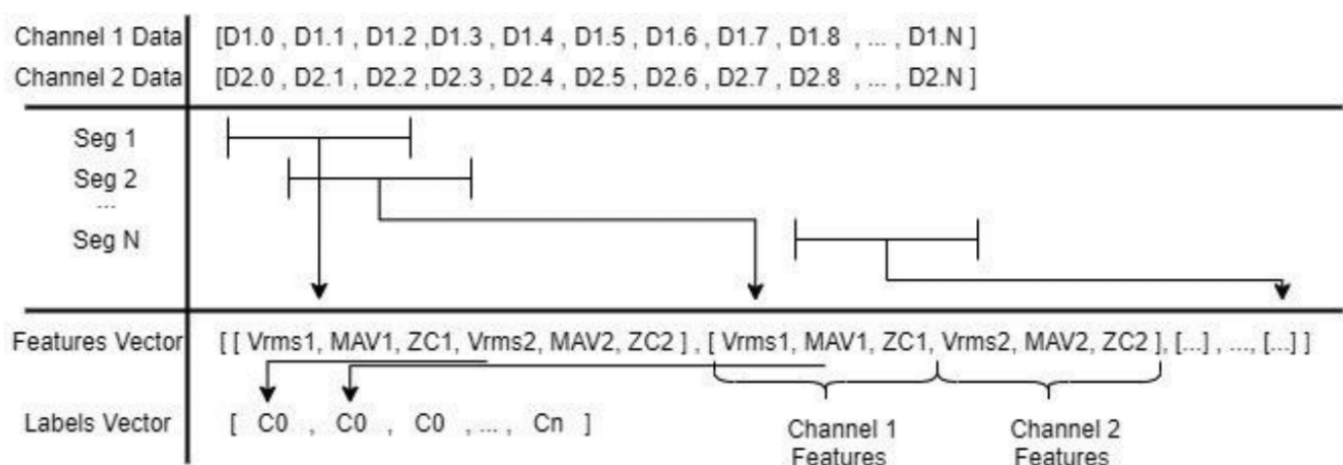 Channel 1 Data [D1.0 , D1.1 , D1.2 ,D1.3 , D1.4 , D1.5 , D1.6 , D1.7 , D1.8 , ... , D1.N ]
Channel 2 Data [D2.0 , D2.1 , D2.2 ,D2.3 , D2.4 , D2.5 , D2.6 , D2.7 , D2.8 , ... , D2.N ]
Seg 1
Seg 2
...
Seg N
Features Vector [ [ Vrms1, MAV1, ZC1, Vrms2, MAV2, ZC2 ] , [ Vrms1, MAV1, ZC1, Vrms2, MAV2, ZC2 ], [...] , ..., [...] ]
Labels Vector [ C0 , C0 , C0 , ... , Cn ]
Channel 1
Features
Channel 2
Features